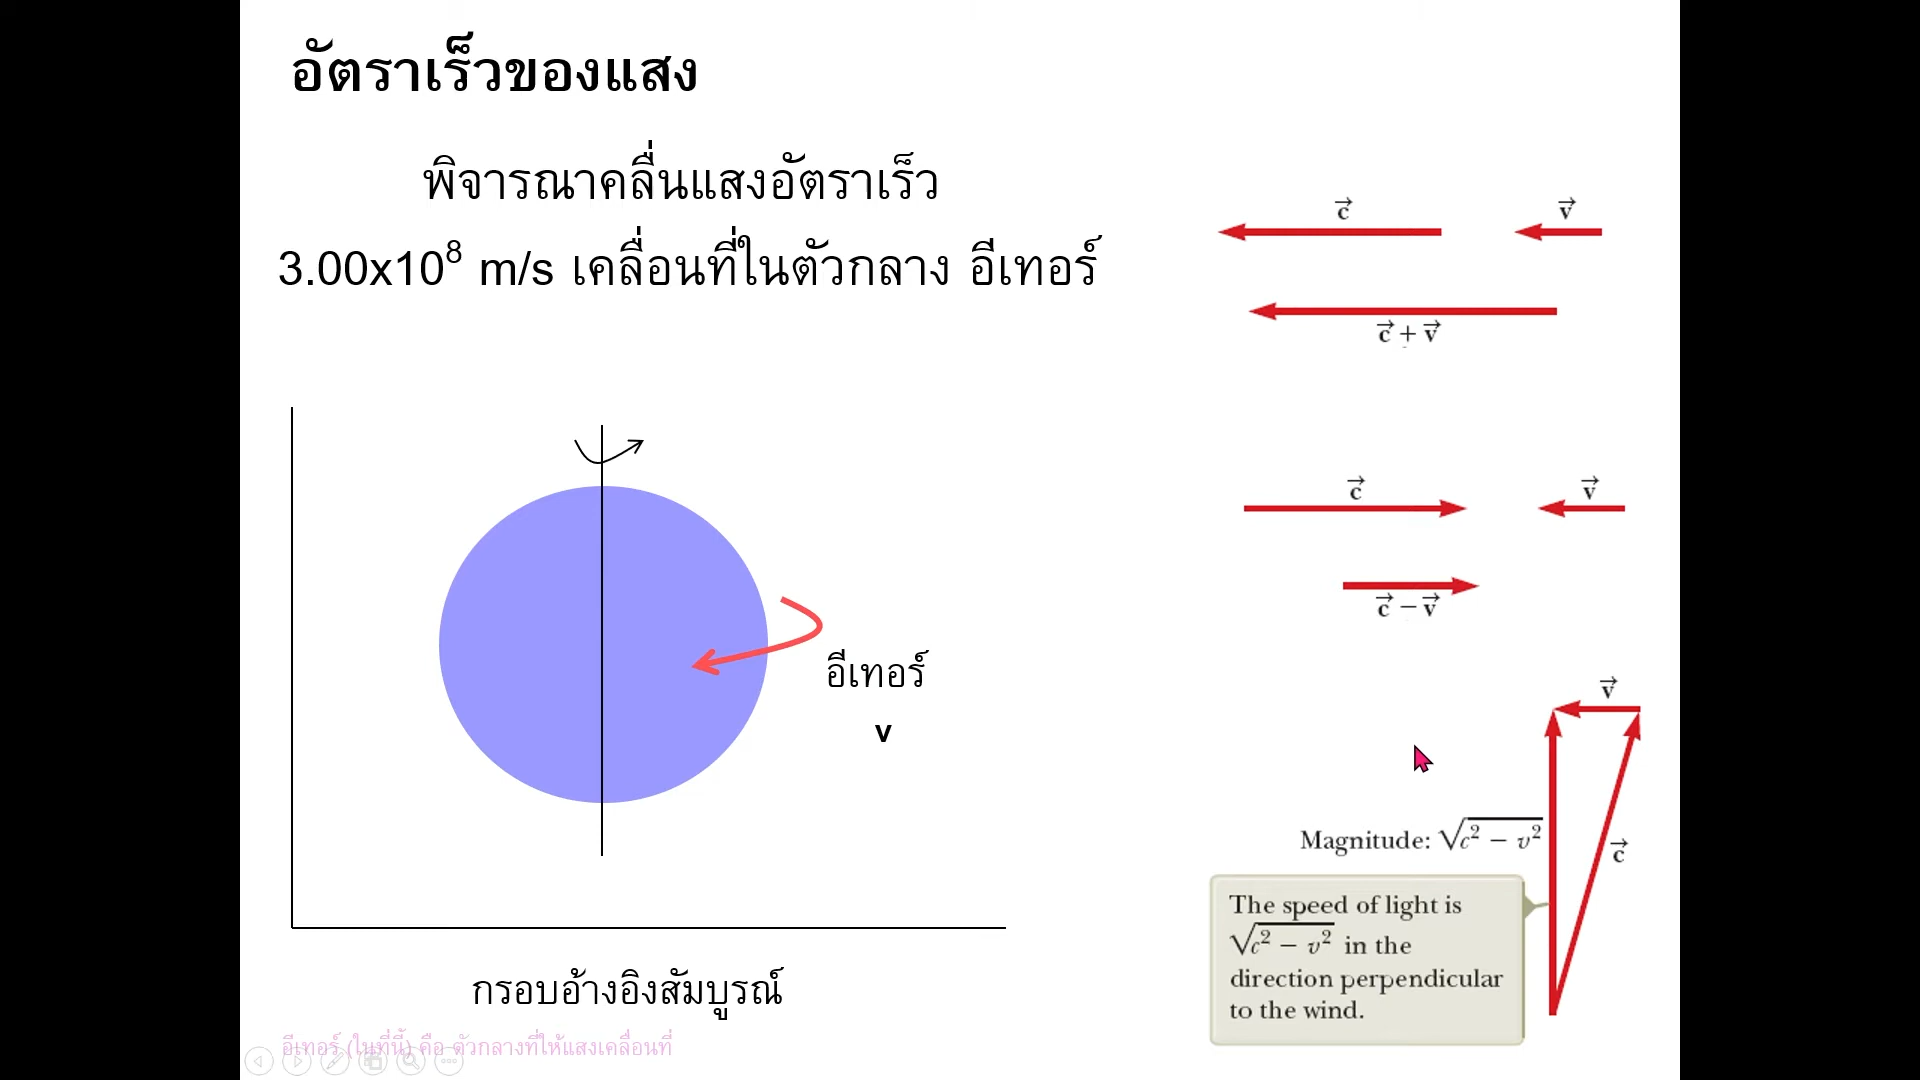 อัตราเร็วของแสง
พิจารณาคลื่นแสงอัตราเร็ว
3.00x10⁸ m/s เคลื่อนที่ในตัวกลาง อีเทอร์
c⃗ v⃗
c⃗ + v⃗
c⃗ v⃗
c⃗ − v⃗
อีเทอร์
v
v⃗
Magnitude: √c² − v²
c⃗
The speed of light is
√c² − v² in the
direction perpendicular
to the wind.
กรอบอ้างอิงสัมบูรณ์
อีเทอร์ (ในที่นี้) คือ ตัวกลางที่ให้แสงเคลื่อนที่